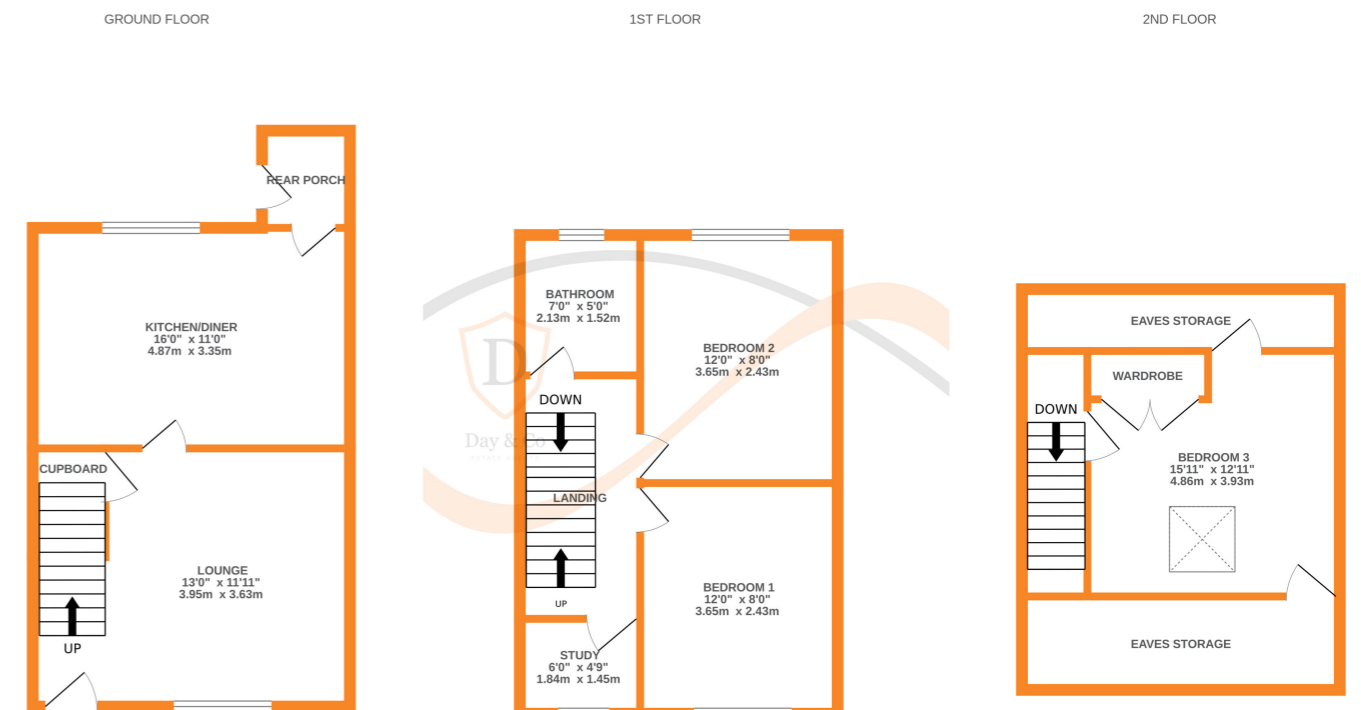 GROUND FLOOR
REAR PORCH
KITCHEN/DINER
16'0" x 11'0"
4.87m x 3.35m
CUPBOARD
LOUNGE
13'0" x 11'11"
3.95m x 3.63m
UP
1ST FLOOR
BATHROOM
7'0" x 5'0"
2.13m x 1.52m
BEDROOM 2
12'0" x 8'0"
3.65m x 2.43m
D
Day & Co
DOWN
LANDING
UP
BEDROOM 1
12'0" x 8'0"
3.65m x 2.43m
STUDY
6'0" x 4'9"
1.84m x 1.45m
2ND FLOOR
EAVES STORAGE
WARDROBE
DOWN
BEDROOM 3
15'11" x 12'11"
4.86m x 3.93m
EAVES STORAGE